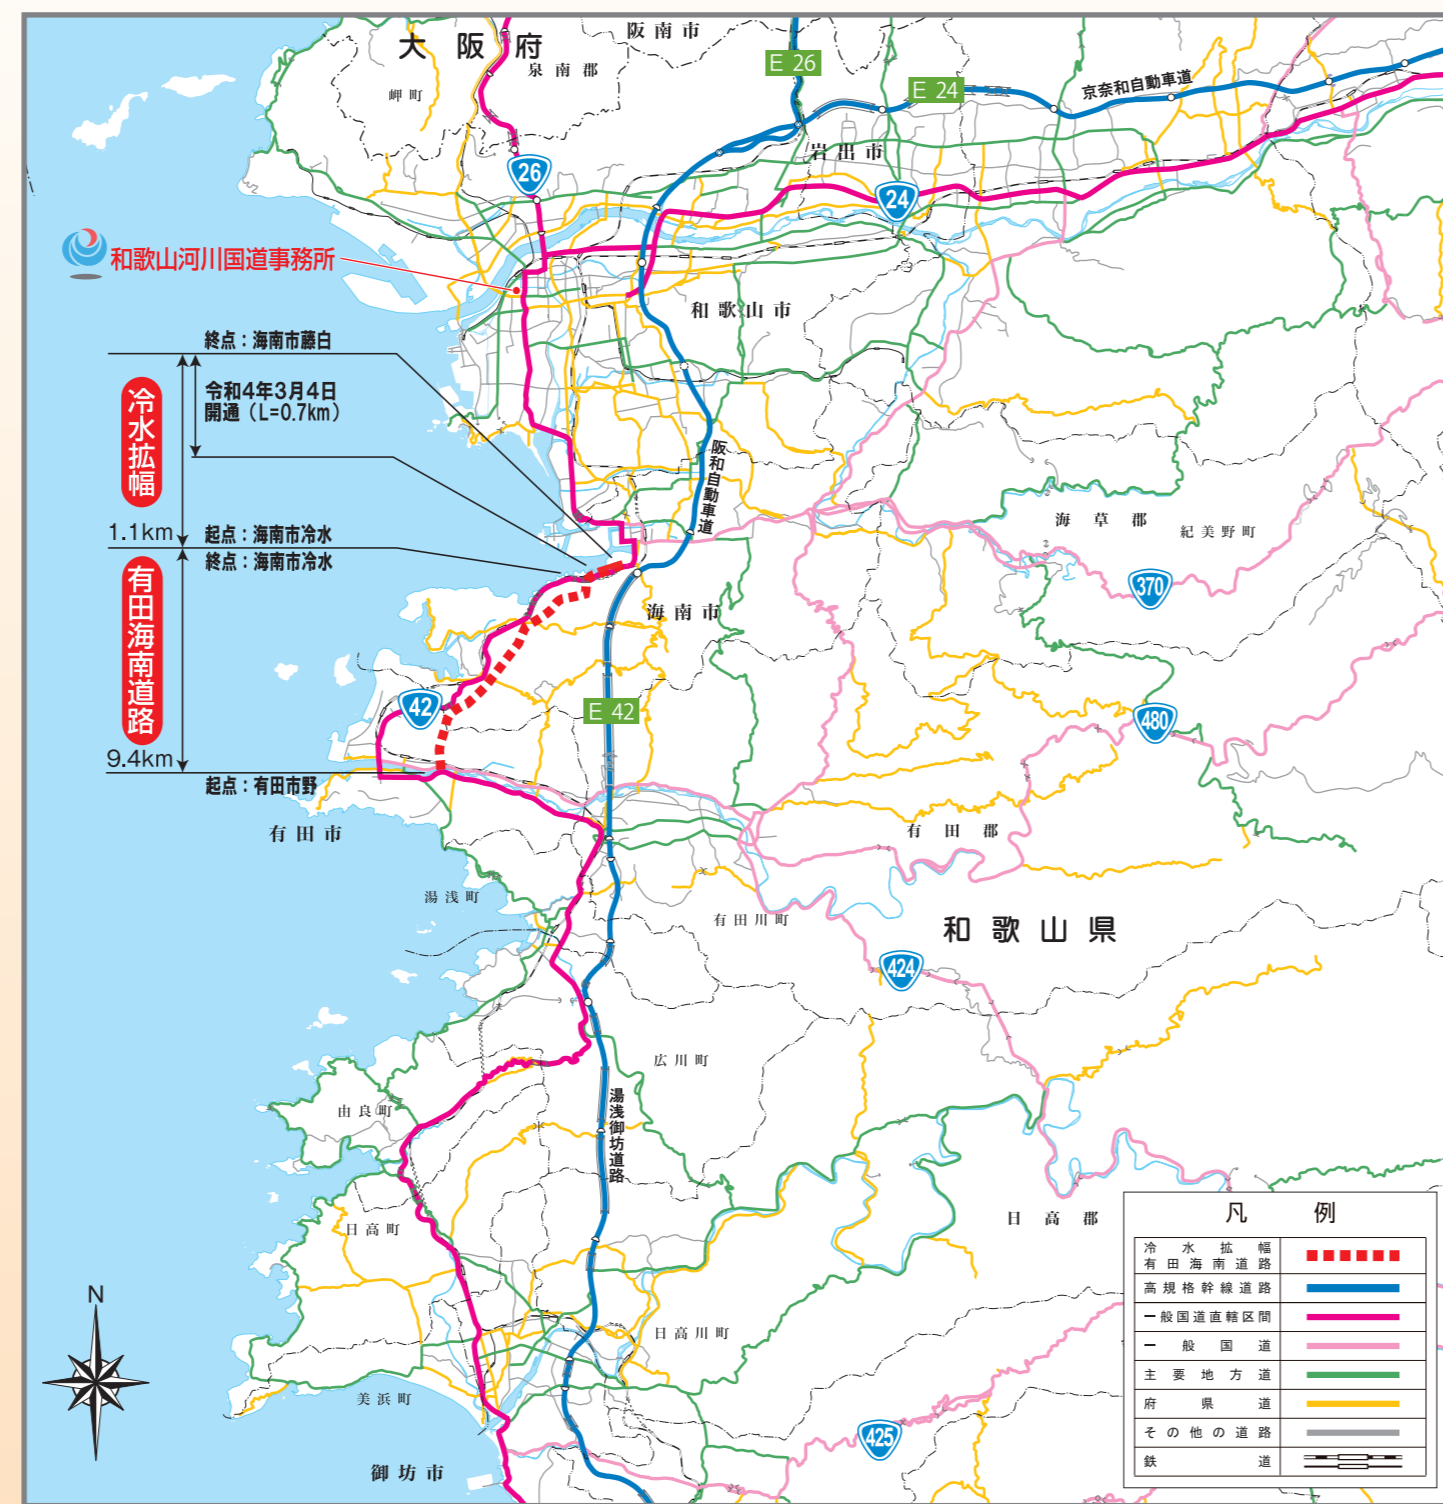 大阪府
阪南市
泉南郡
岬町
E 26
E 24
京奈和自動車道
岩出市
26
24
和歌山河川国道事務所
和歌山市
終点：海南市藤白
令和4年3月4日
開通（L=0.7km）
冷水拡幅
1.1km
起点：海南市冷水
終点：海南市冷水
有田海南道路
9.4km
起点：有田市野
阪和自動車道
海草郡
紀美野町
370
海南市
42
E 42
480
有田市
有田郡
湯浅町
有田川町
和歌山県
424
広川町
由良町
湯浅御坊道路
日高町
日高郡
日高川町
美浜町
425
御坊市
N
凡例
冷水拡幅
有田海南道路
高規格幹線道路
一般国道直轄区間
一般国道
主要地方道
府県道
その他の道路
鉄道